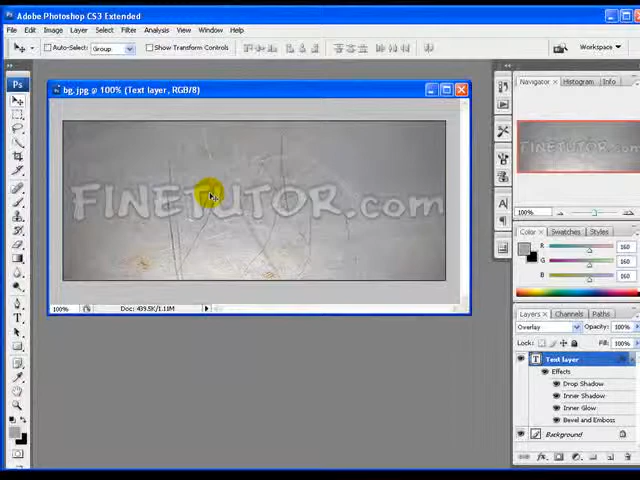 Adobe Photoshop CS3 Extended
File Edit Image Layer Select Filter Analysis View Window Help
Auto-Select: Group Show Transform Controls Workspace
Ps
bg.jpg @ 100% (Text layer, RGB/8)
FINETUTOR.com
100% Doc: 439.5K/1.11M
Navigator Histogram Info
100%
Color Swatches Styles
R 160
G 160
B 160
Layers Channels Paths
Overlay Opacity: 100%
Lock: Fill: 100%
T Text layer
Effects
Drop Shadow
Inner Shadow
Inner Glow
Bevel and Emboss
Background